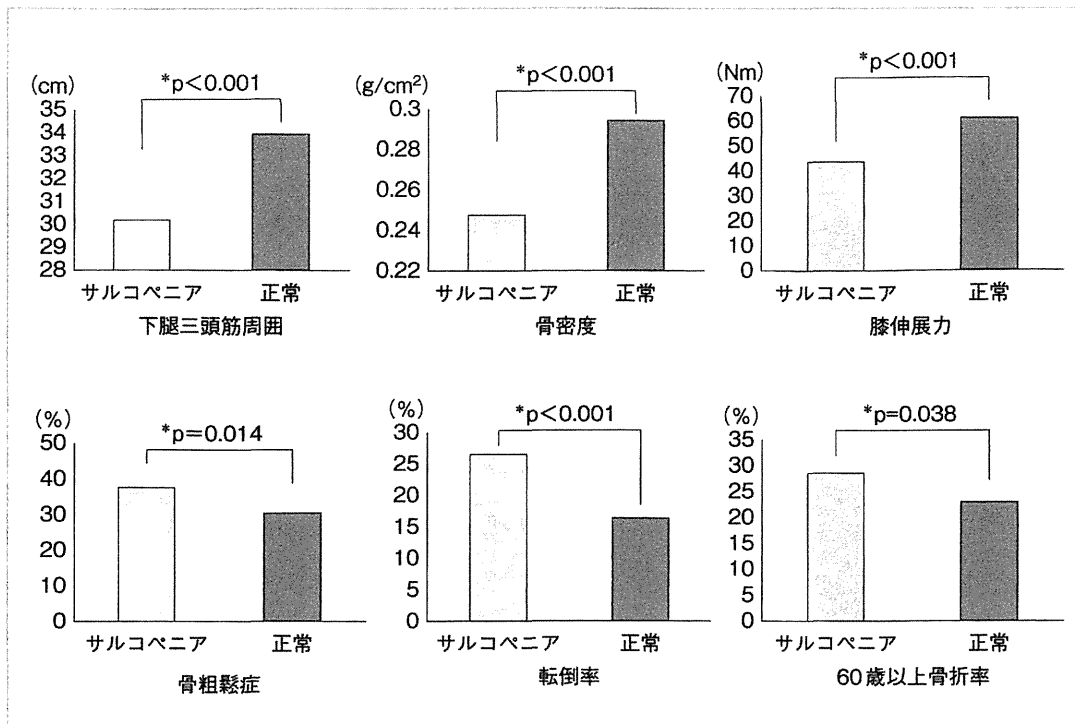 (cm)
*p<0.001
35
34
33
32
31
30
29
28
サルコペニア 正常
下腿三頭筋周囲
(g/cm²)
*p<0.001
0.3
0.28
0.26
0.24
0.22
サルコペニア 正常
骨密度
(Nm)
*p<0.001
70
60
50
40
30
20
10
0
サルコペニア 正常
膝伸展力
(%)
*p=0.014
50
40
30
20
10
0
サルコペニア 正常
骨粗鬆症
(%)
*p<0.001
30
25
20
15
10
5
0
サルコペニア 正常
転倒率
(%)
*p=0.038
35
30
25
20
15
10
5
0
サルコペニア 正常
60歳以上骨折率